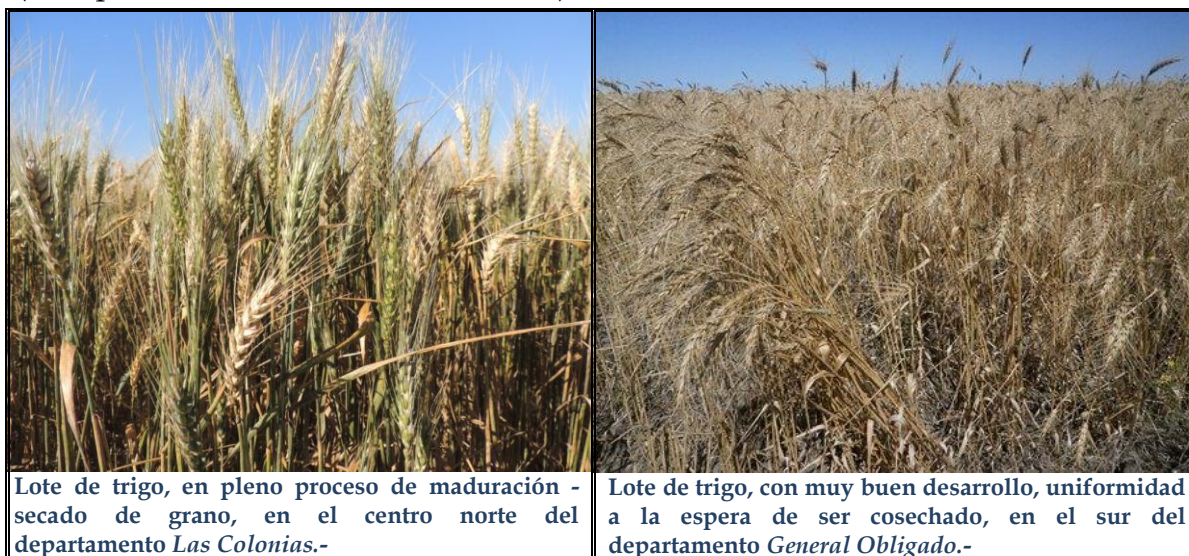 Lote de trigo, en pleno proceso de maduración -
secado de grano, en el centro norte del
departamento Las Colonias.-
Lote de trigo, con muy buen desarrollo, uniformidad
a la espera de ser cosechado, en el sur del
departamento General Obligado.-